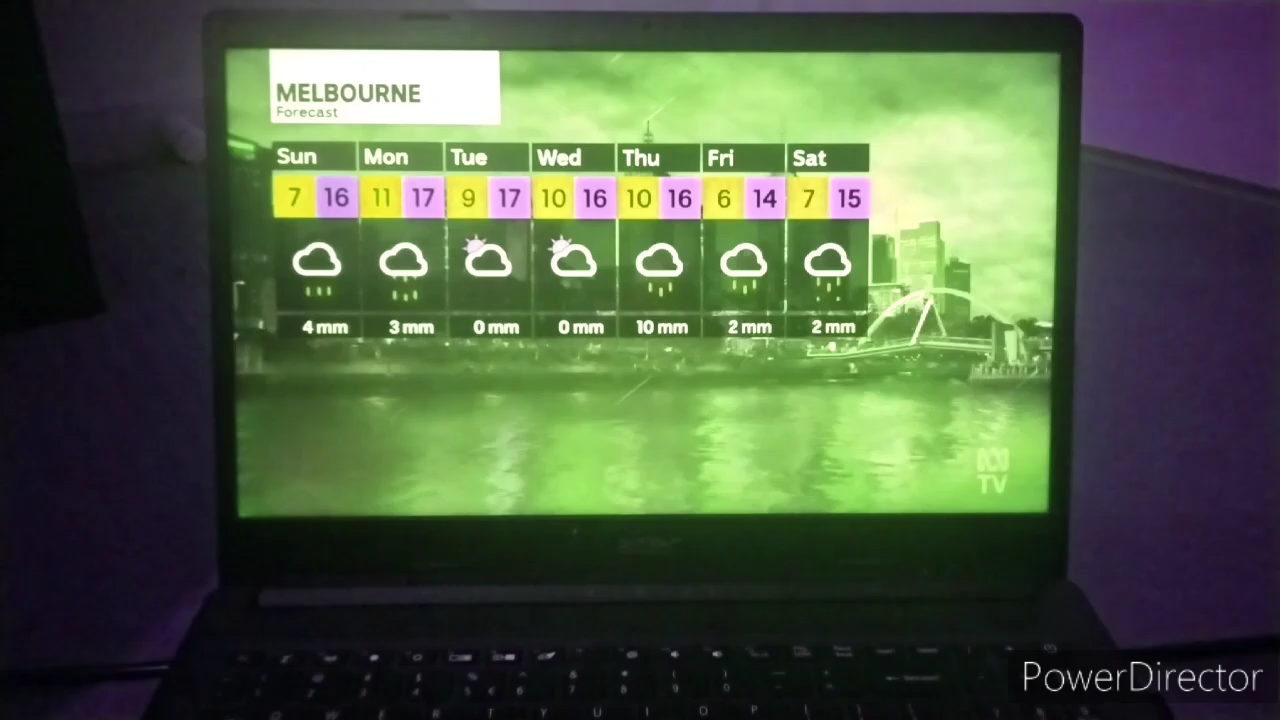 MELBOURNE
Forecast
Sun Mon Tue Wed Thu Fri Sat
7 16 11 17 9 17 10 16 10 16 6 14 7 15
4 mm 3 mm 0 mm 0 mm 10 mm 2 mm 2 mm
TV
PowerDirector